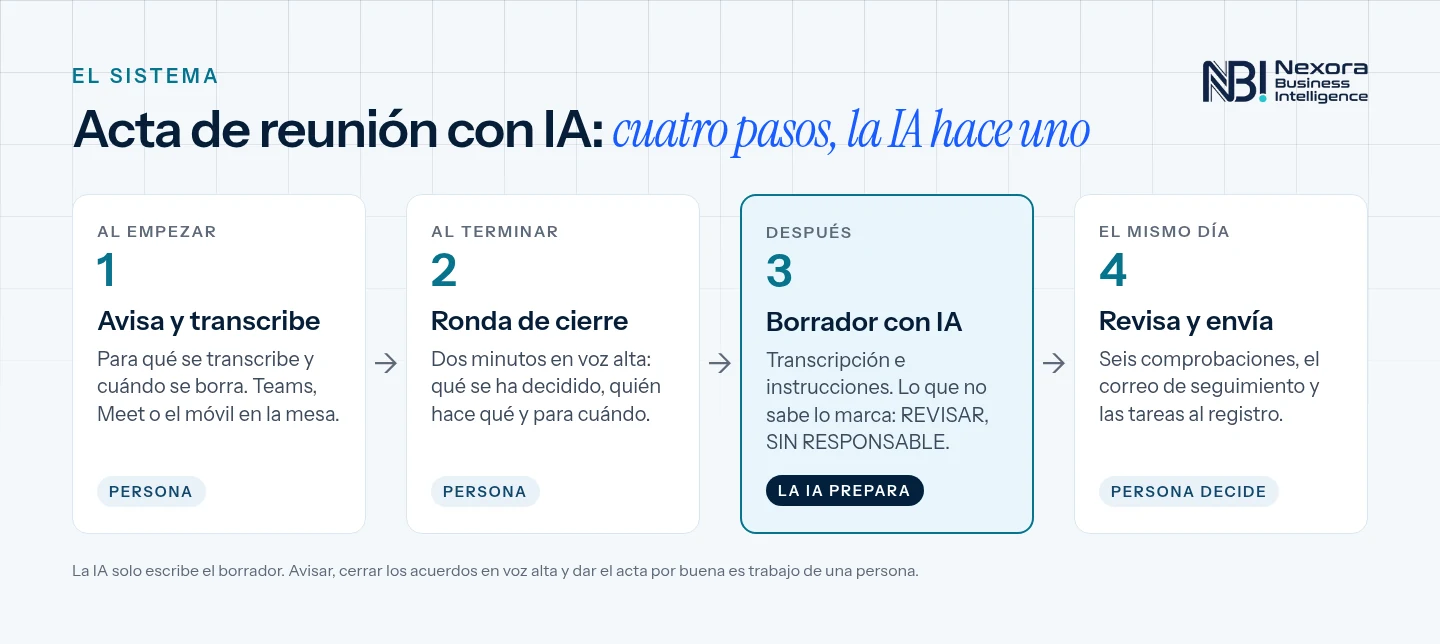 EL SISTEMA
Acta de reunión con IA: cuatro pasos, la IA hace uno
NBI Nexora
Business
Intelligence
AL EMPEZAR
1
Avisa y transcribe
Para qué se transcribe y
cuándo se borra. Teams,
Meet o el móvil en la mesa.
PERSONA
→
AL TERMINAR
2
Ronda de cierre
Dos minutos en voz alta:
qué se ha decidido, quién
hace qué y para cuándo.
PERSONA
→
DESPUÉS
3
Borrador con IA
Transcripción e
instrucciones. Lo que no
sabe lo marca: REVISAR,
SIN RESPONSABLE.
LA IA PREPARA
→
EL MISMO DÍA
4
Revisa y envía
Seis comprobaciones, el
correo de seguimiento y
las tareas al registro.
PERSONA DECIDE
La IA solo escribe el borrador. Avisar, cerrar los acuerdos en voz alta y dar el acta por buena es trabajo de una persona.